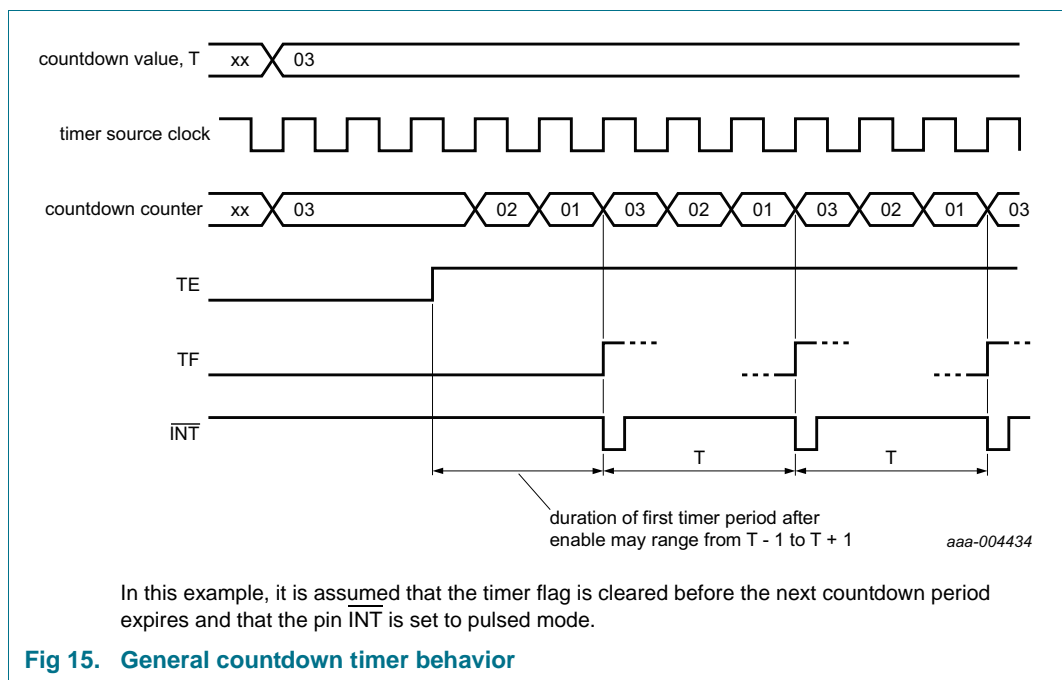 countdown value, T xx 03
timer source clock
countdown counter xx 03 02 01 03 02 01 03 02 01 03
TE
TF
INT
T T
duration of first timer period after
enable may range from T - 1 to T + 1
aaa-004434
In this example, it is assumed that the timer flag is cleared before the next countdown period
expires and that the pin INT is set to pulsed mode.
Fig 15. General countdown timer behavior